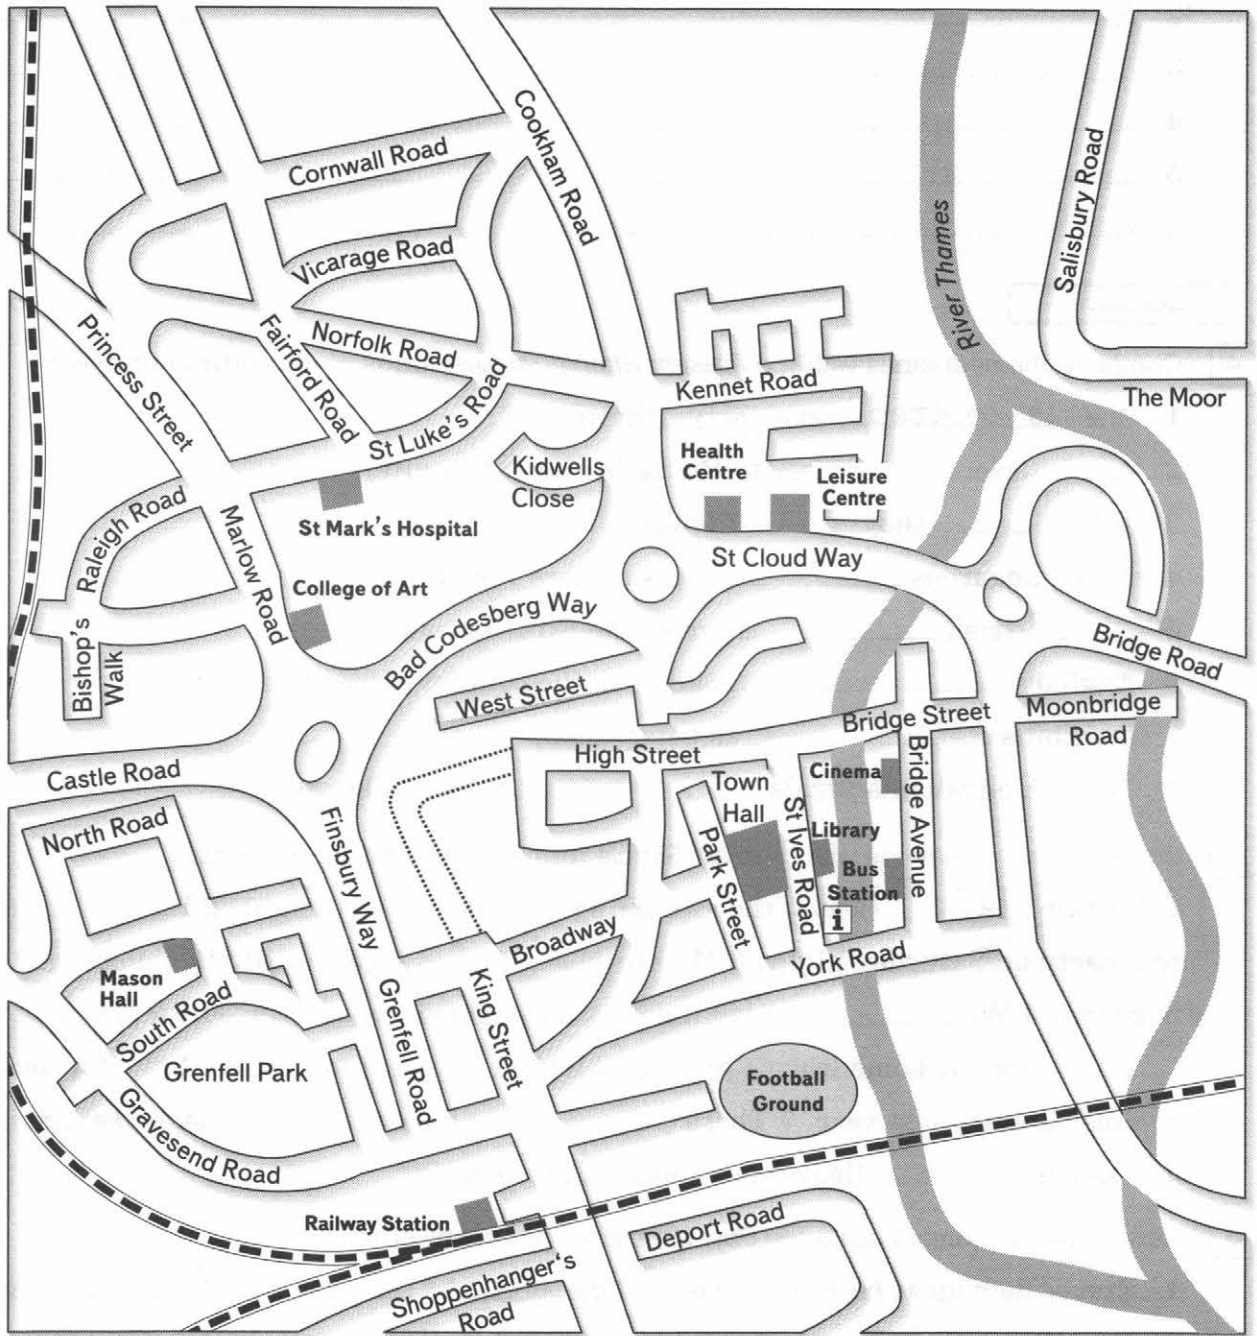 Cookham Road
Cornwall Road
Salisbury Road
River Thames
Vicarage Road
Norfolk Road
Fairford Road
Princess Street
Kennet Road
The Moor
St Luke's Road
Kidwells
Close
Health
Centre
Leisure
Centre
Raleigh Road
St Mark's Hospital
Marlow Road
St Cloud Way
College of Art
Bad Codesberg Way
Bishop's
Walk
Bridge Road
West Street
Moonbridge
Road
Bridge Street
High Street
Castle Road
Town
Hall
Cinema
Bridge Avenue
North Road
Finsbury Way
St Ives Road
Library
Park Street
Bus
Station
i
Broadway
York Road
Mason
Hall
South Road
King Street
Grenfell Road
Grenfell Park
Football
Ground
Gravesend Road
Railway Station
Deport Road
Shoppenhanger's
Road